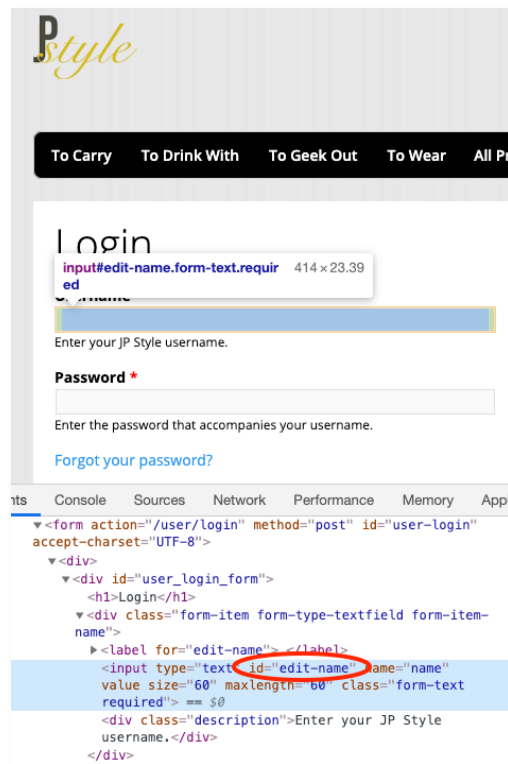 JP style
To Carry To Drink With To Geek Out To Wear All Pr
Login
input#edit-name.form-text.requir 414 × 23.39
ed
Username
Enter your JP Style username.
Password *
Enter the password that accompanies your username.
Forgot your password?
nts Console Sources Network Performance Memory App
▼<form action="/user/login" method="post" id="user-login"
accept-charset="UTF-8">
▼<div>
▼<div id="user_login_form">
<h1>Login</h1>
▼<div class="form-item form-type-textfield form-item-
name">
▶<label for="edit-name">…</label>
<input type="text" id="edit-name" name="name"
value size="60" maxlength="60" class="form-text
required"> == $0
<div class="description">Enter your JP Style
username.</div>
</div>